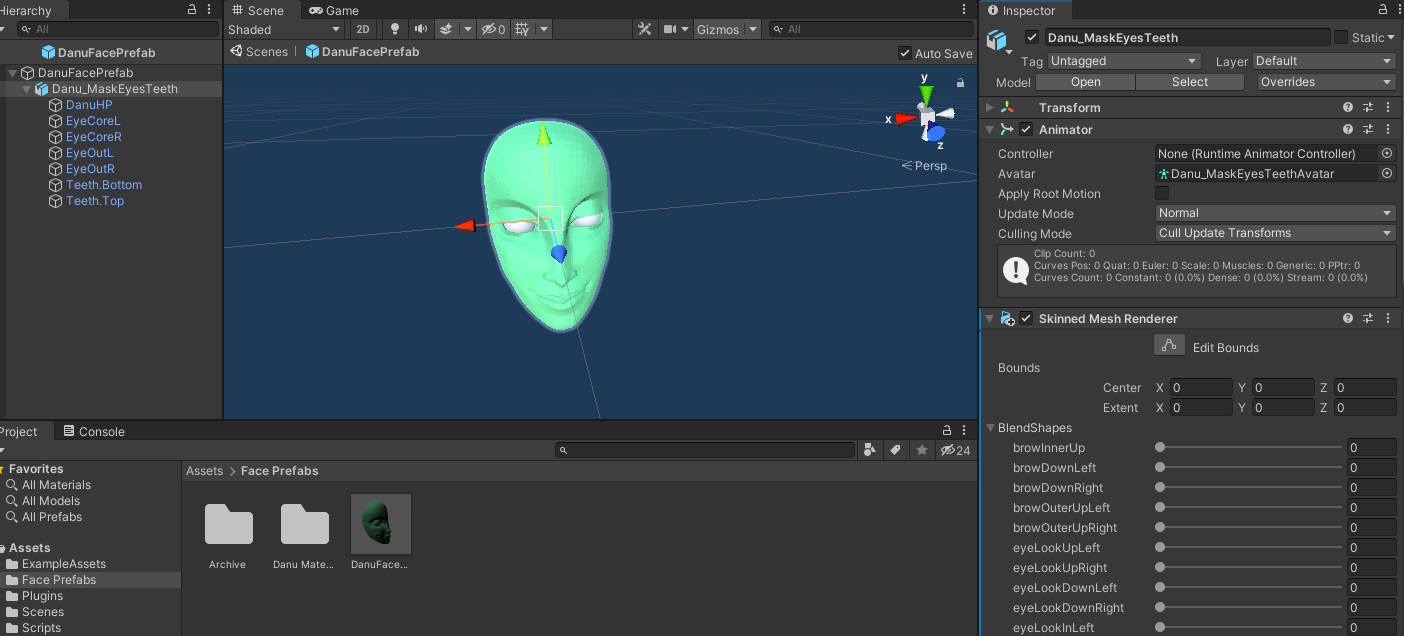 Hierarchy
All
DanuFacePrefab
DanuFacePrefab
Danu_MaskEyesTeeth
DanuHP
EyeCoreL
EyeCoreR
EyeOutL
EyeOutR
Teeth.Bottom
Teeth.Top
Scene Game
Shaded 2D 0 Gizmos All
Scenes DanuFacePrefab Auto Save
y
x
z
Persp
Inspector
Danu_MaskEyesTeeth Static
Tag Untagged Layer Default
Model Open Select Overrides
Transform
Animator
Controller None (Runtime Animator Controller)
Avatar Danu_MaskEyesTeethAvatar
Apply Root Motion
Update Mode Normal
Culling Mode Cull Update Transforms
Clip Count: 0
Curves Pos: 0 Quat: 0 Euler: 0 Scale: 0 Muscles: 0 Generic: 0 PPtr: 0
Curves Count: 0 Constant: 0 (0.0%) Dense: 0 (0.0%) Stream: 0 (0.0%)
Skinned Mesh Renderer
Edit Bounds
Bounds
Center X 0 Y 0 Z 0
Extent X 0 Y 0 Z 0
BlendShapes
browInnerUp 0
browDownLeft 0
browDownRight 0
browOuterUpLeft 0
browOuterUpRight 0
eyeLookUpLeft 0
eyeLookUpRight 0
eyeLookDownLeft 0
eyeLookDownRight 0
eyeLookInLeft 0
Project Console
24
Favorites
All Materials
All Models
All Prefabs
Assets
ExampleAssets
Face Prefabs
Plugins
Scenes
Scripts
Assets > Face Prefabs
Archive Danu Mate... DanuFace...